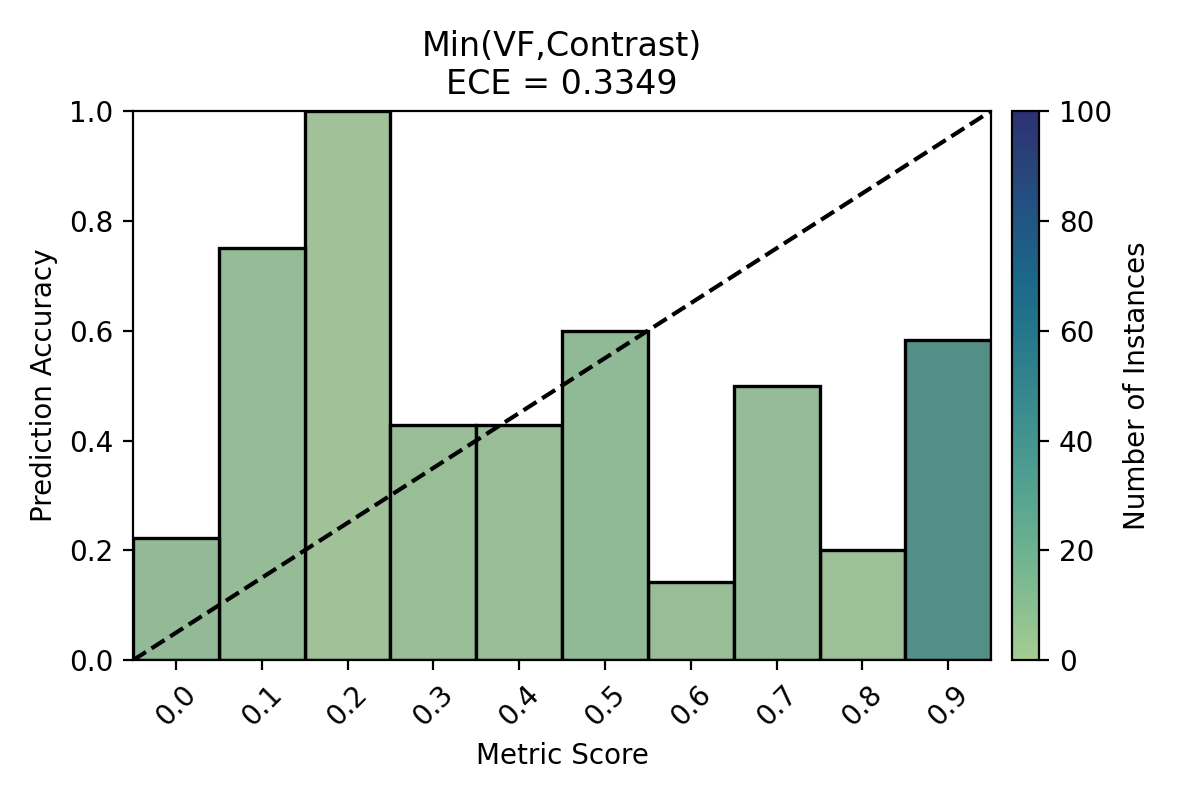 Min(VF,Contrast)
ECE = 0.3349
Prediction Accuracy
1.0
0.8
0.6
0.4
0.2
0.0
0.0 0.1 0.2 0.3 0.4 0.5 0.6 0.7 0.8 0.9
Metric Score
100
80
60
40
20
0
Number of Instances